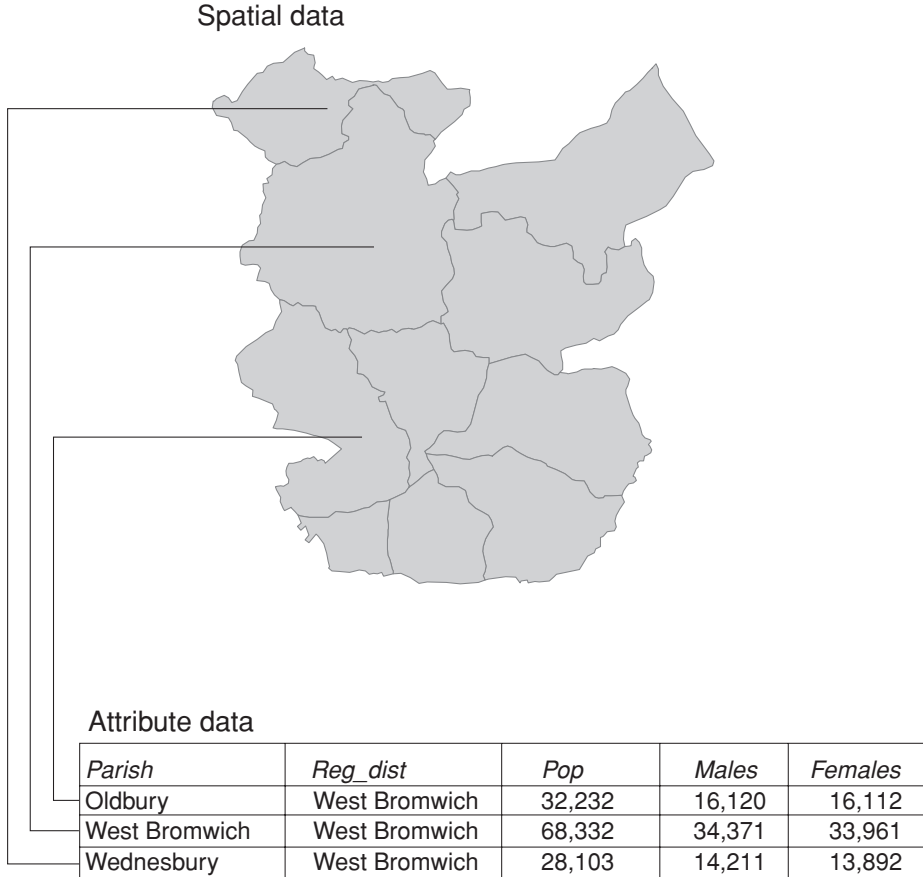 Spatial data
Attribute data
Parish Reg_dist Pop Males Females
Oldbury West Bromwich 32,232 16,120 16,112
West Bromwich West Bromwich 68,332 34,371 33,961
Wednesbury West Bromwich 28,103 14,211 13,892